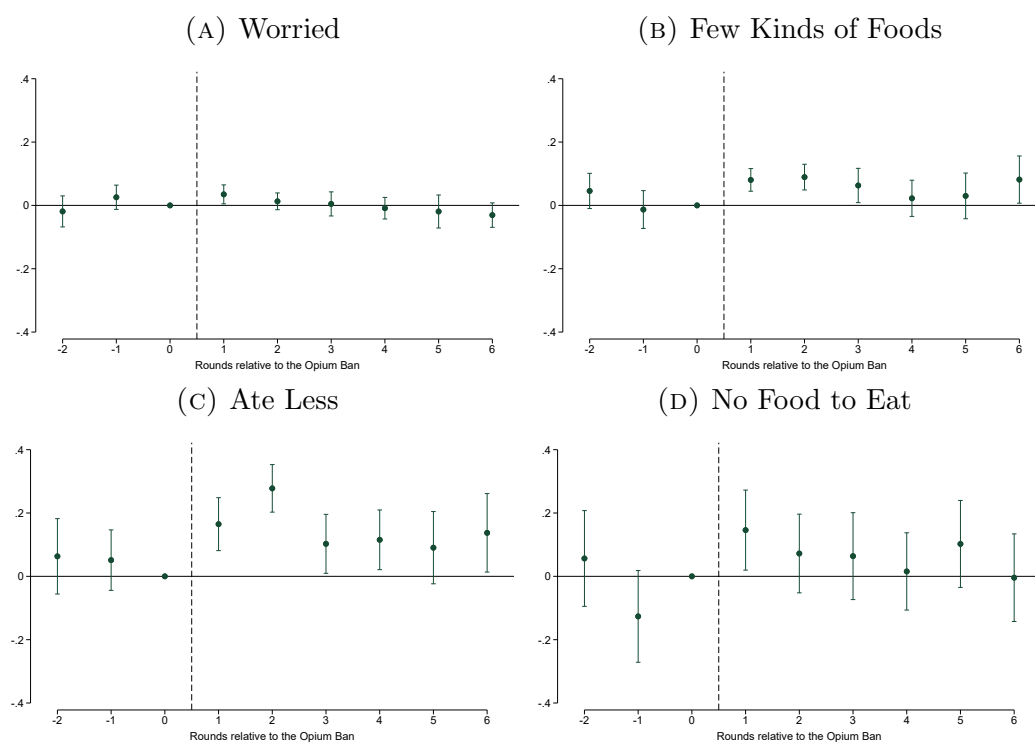 (A) Worried
(B) Few Kinds of Foods
.4
.2
0
-.2
-.4
-2 -1 0 1 2 3 4 5 6
Rounds relative to the Opium Ban
.4
.2
0
-.2
-.4
-2 -1 0 1 2 3 4 5 6
Rounds relative to the Opium Ban
(C) Ate Less
(D) No Food to Eat
.4
.2
0
-.2
-.4
-2 -1 0 1 2 3 4 5 6
Rounds relative to the Opium Ban
.4
.2
0
-.2
-.4
-2 -1 0 1 2 3 4 5 6
Rounds relative to the Opium Ban